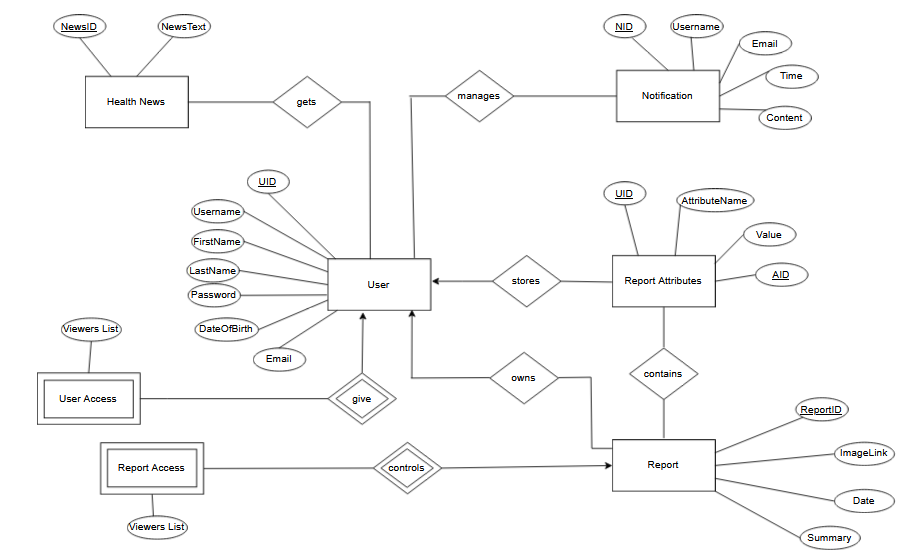 NewsID
NewsText
NID
Username
Email
Time
Content
Health News
gets
manages
Notification
UID
Username
FirstName
LastName
Password
DateOfBirth
Email
User
stores
UID
AttributeName
Value
AID
Report Attributes
Viewers List
User Access
give
owns
contains
Report Access
controls
Report
ReportID
ImageLink
Date
Summary
Viewers List